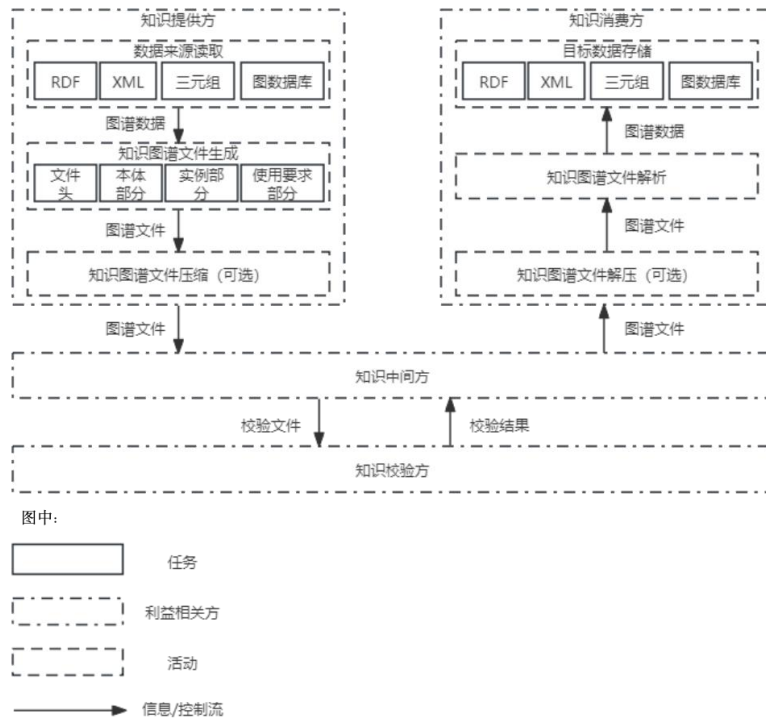 知识提供方
数据来源读取
RDF
XML
三元组
图数据库
图谱数据
知识图谱文件生成
文件
头
本体
部分
实例部
分
使用要求
部分
图谱文件
知识图谱文件压缩（可选）
图谱文件
知识消费方
目标数据存储
RDF
XML
三元组
图数据库
图谱数据
知识图谱文件解析
图谱文件
知识图谱文件解压（可选）
图谱文件
知识中间方
校验文件
校验结果
知识校验方
图中：
任务
利益相关方
活动
信息/控制流